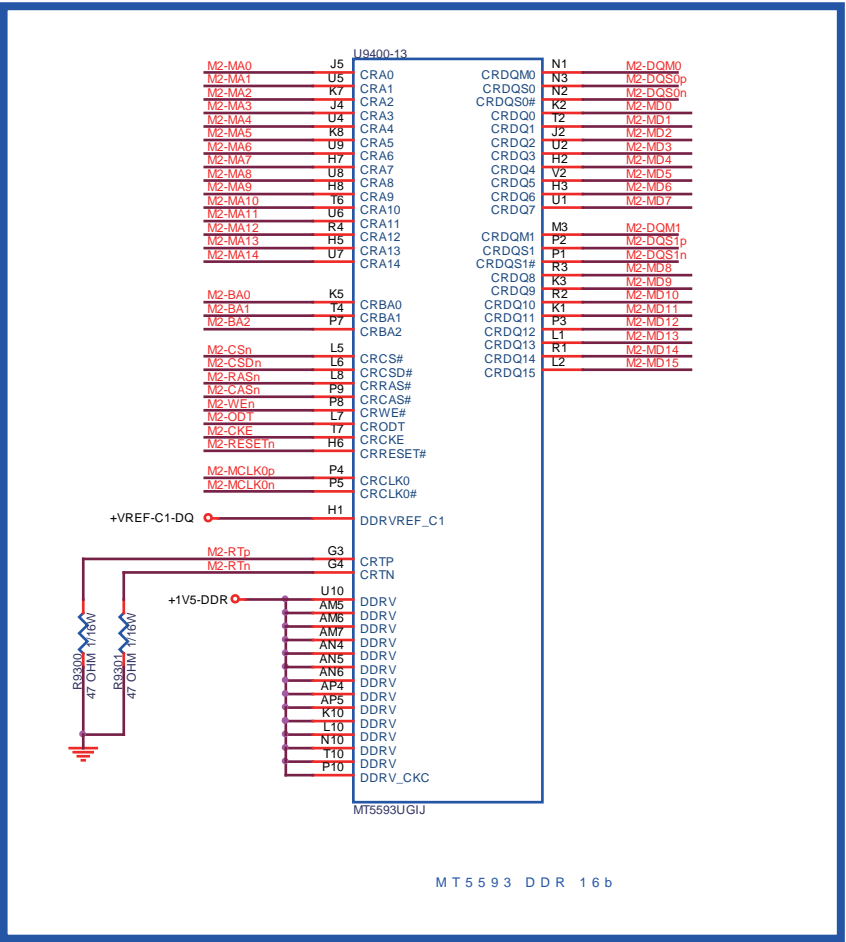 U9400-13
M2-MA0 J5 CRA0
M2-MA1 U5 CRA1
M2-MA2 K7 CRA2
M2-MA3 J4 CRA3
M2-MA4 U4 CRA4
M2-MA5 K8 CRA5
M2-MA6 U9 CRA6
M2-MA7 H7 CRA7
M2-MA8 U8 CRA8
M2-MA9 H8 CRA9
M2-MA10 T6 CRA10
M2-MA11 U6 CRA11
M2-MA12 R4 CRA12
M2-MA13 H5 CRA13
M2-MA14 U7 CRA14
M2-BA0 K5 CRBA0
M2-BA1 T4 CRBA1
M2-BA2 P7 CRBA2
M2-CSn L5 CRCS#
M2-CSDn L6 CRCSD#
M2-RASn L8 CRRAS#
M2-CASn P9 CRCAS#
M2-WEn P8 CRWE#
M2-ODT L7 CRODT
M2-CKE T7 CRCKE
M2-RESETn H6 CRRESET#
M2-MCLK0p P4 CRCLK0
M2-MCLK0n P5 CRCLK0#
+VREF-C1-DQ H1 DDRVREF_C1
M2-RTp G3 CRTP
M2-RTn G4 CRTN
+1V5-DDR U10 DDRV
AM5 DDRV
AM6 DDRV
AM7 DDRV
AN4 DDRV
AN5 DDRV
AN6 DDRV
AP4 DDRV
AP5 DDRV
K10 DDRV
L10 DDRV
N10 DDRV
T10 DDRV
P10 DDRV_CKC
R9300
47 OHM 1/16W
R9301
47 OHM 1/16W
CRDQM0 N1 M2-DQM0
CRDQS0 N3 M2-DQS0p
CRDQS0# N2 M2-DQS0n
CRDQ0 K2 M2-MD0
CRDQ1 T2 M2-MD1
CRDQ2 J2 M2-MD2
CRDQ3 U2 M2-MD3
CRDQ4 H2 M2-MD4
CRDQ5 V2 M2-MD5
CRDQ6 H3 M2-MD6
CRDQ7 U1 M2-MD7
CRDQM1 M3 M2-DQM1
CRDQS1 P2 M2-DQS1p
CRDQS1# P1 M2-DQS1n
CRDQ8 R3 M2-MD8
CRDQ9 K3 M2-MD9
CRDQ10 R2 M2-MD10
CRDQ11 K1 M2-MD11
CRDQ12 P3 M2-MD12
CRDQ13 L1 M2-MD13
CRDQ14 R1 M2-MD14
CRDQ15 L2 M2-MD15
MT5593UGIJ
MT5593 DDR 16b